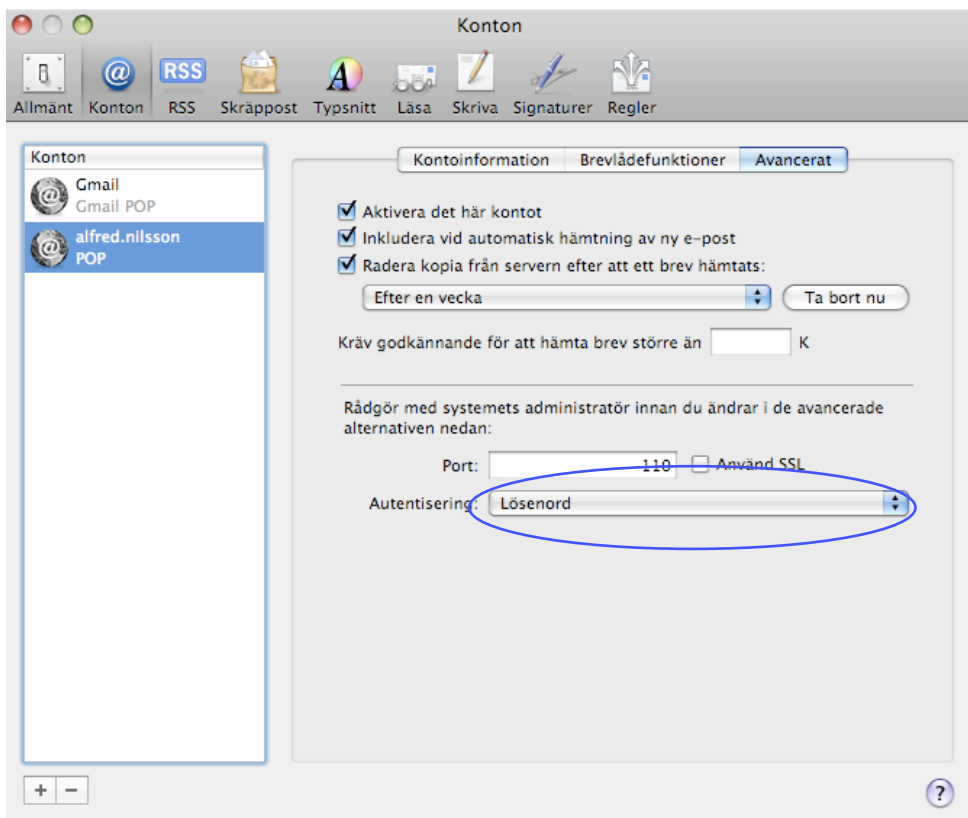 Konton
RSS
Allmänt Konton RSS Skräppost Typsnitt Läsa Skriva Signaturer Regler
Konton
Gmail
Gmail POP
alfred.nilsson
POP
Kontoinformation Brevlådefunktioner Avancerat
Aktivera det här kontot
Inkludera vid automatisk hämtning av ny e-post
Radera kopia från servern efter att ett brev hämtats:
Efter en vecka Ta bort nu
Kräv godkännande för att hämta brev större än K
Rådgör med systemets administratör innan du ändrar i de avancerade
alternativen nedan:
Port: 110 Använd SSL
Autentisering: Lösenord